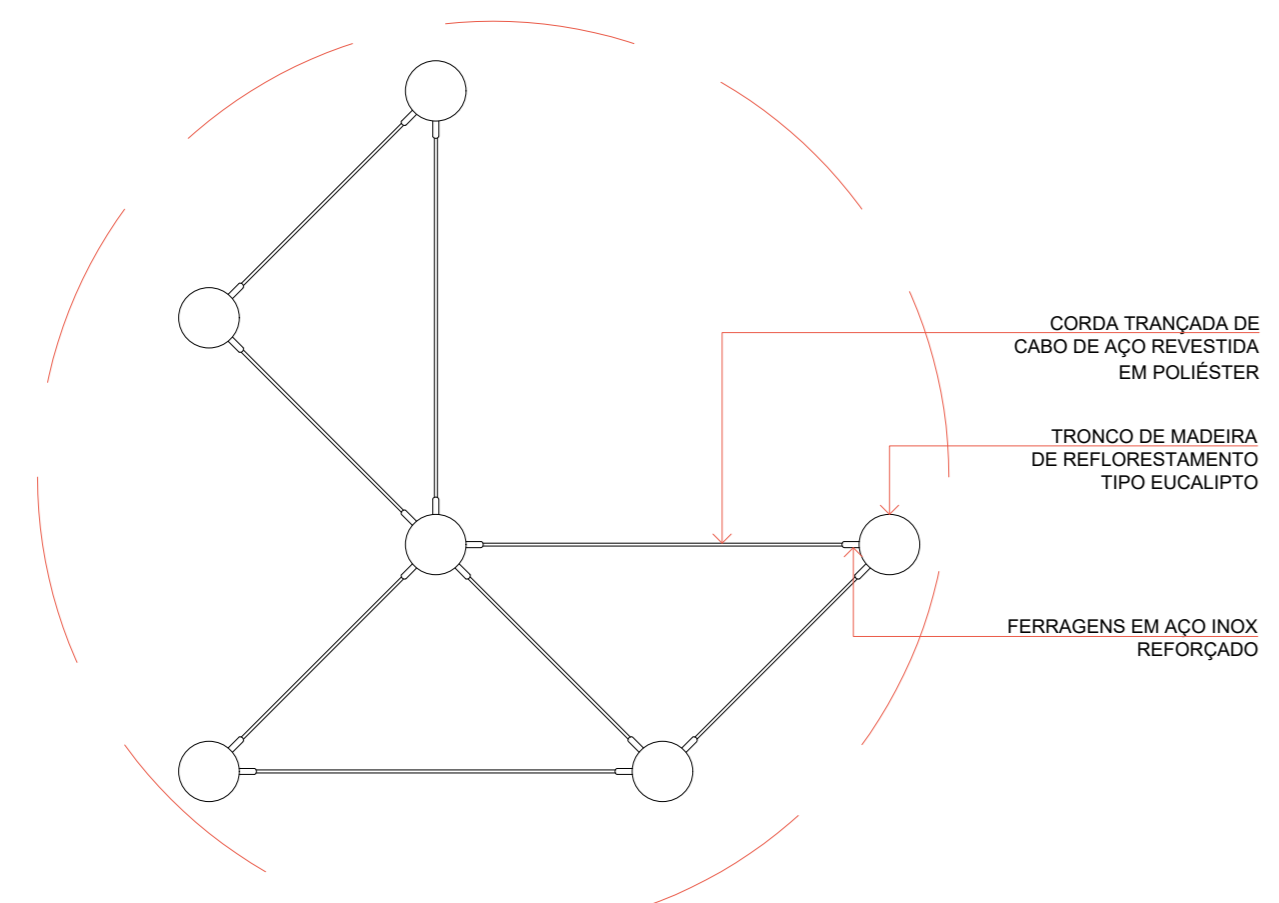 CORDA TRANÇADA DE
CABO DE AÇO REVESTIDA
EM POLIÉSTER
TRONCO DE MADEIRA
DE REFLORESTAMENTO
TIPO EUCALIPTO
FERRAGENS EM AÇO INOX
REFORÇADO